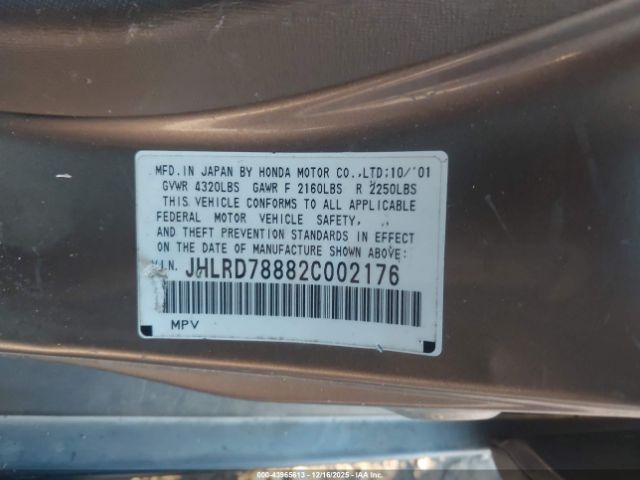 MFD. IN JAPAN BY HONDA MOTOR CO., LTD: 10/'01
GVWR 4320LBS GAWR F 2160LBS R 2250LBS
THIS VEHICLE CONFORMS TO ALL APPLICABLE
FEDERAL MOTOR VEHICLE SAFETY,
AND THEFT PREVENTION STANDARDS IN EFFECT
ON THE DATE OF MANUFACTURE SHOWN ABOVE:
V.I.N. JHLRD78882C002176
MPV
© 43965613 - 12/16/2025 - IAA Inc.